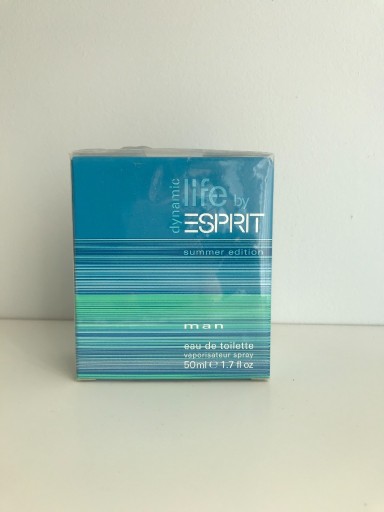 dynamic
life by
ESPRIT
summer edition
man
eau de toilette
vaporisateur spray
50ml ℮ 1.7 fl oz